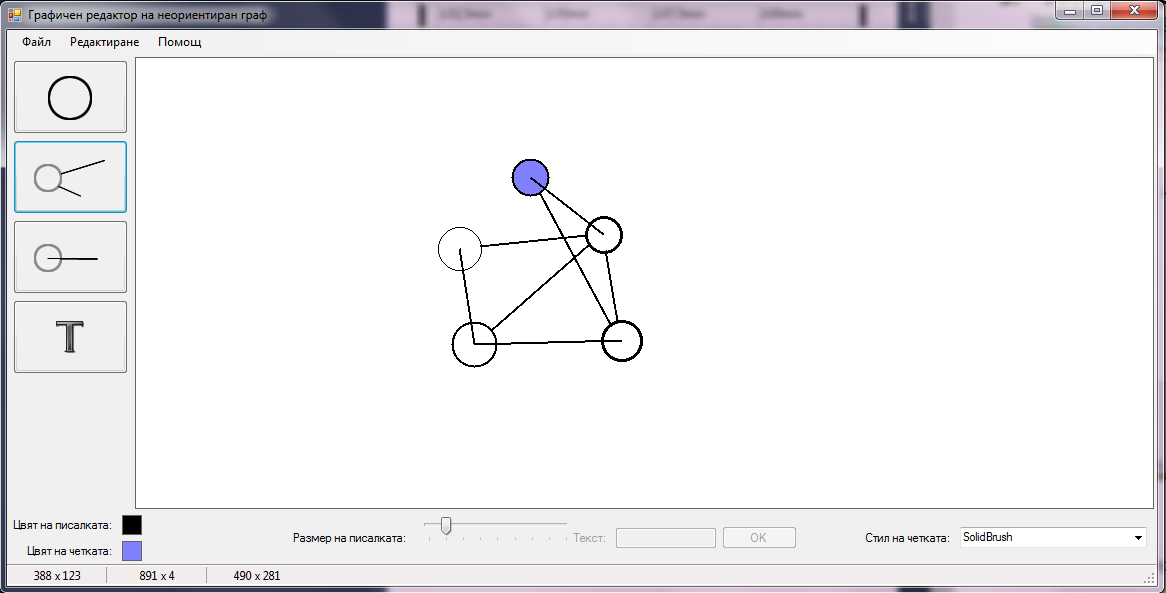 Графичен редактор на неориентиран граф
Файл Редактиране Помощ
T
Цвят на писалката:
Цвят на четката:
Размер на писалката:
Текст:
OK
Стил на четката:
SolidBrush
388 x 123
891 x 4
490 x 281